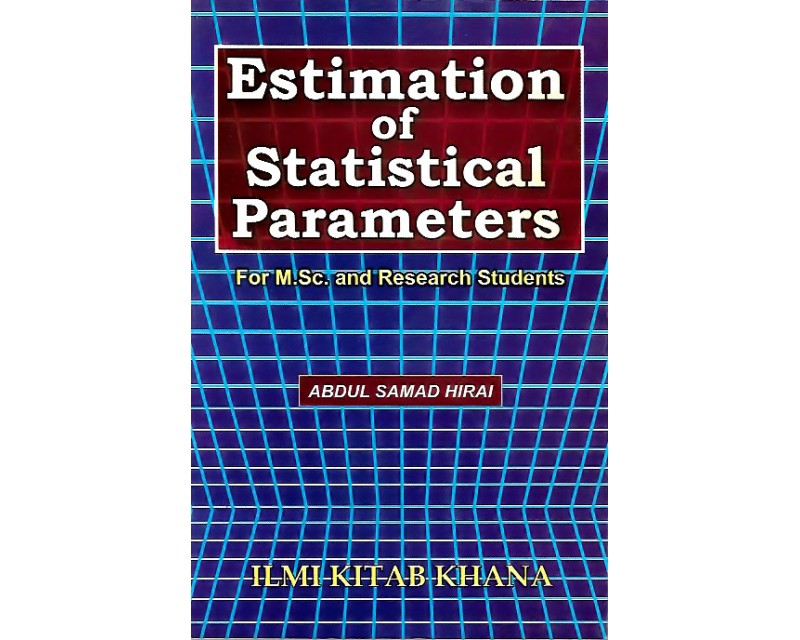 Estimation
of
Statistical
Parameters
For M.Sc. and Research Students
ABDUL SAMAD HIRAI
ILMI KITAB KHANA